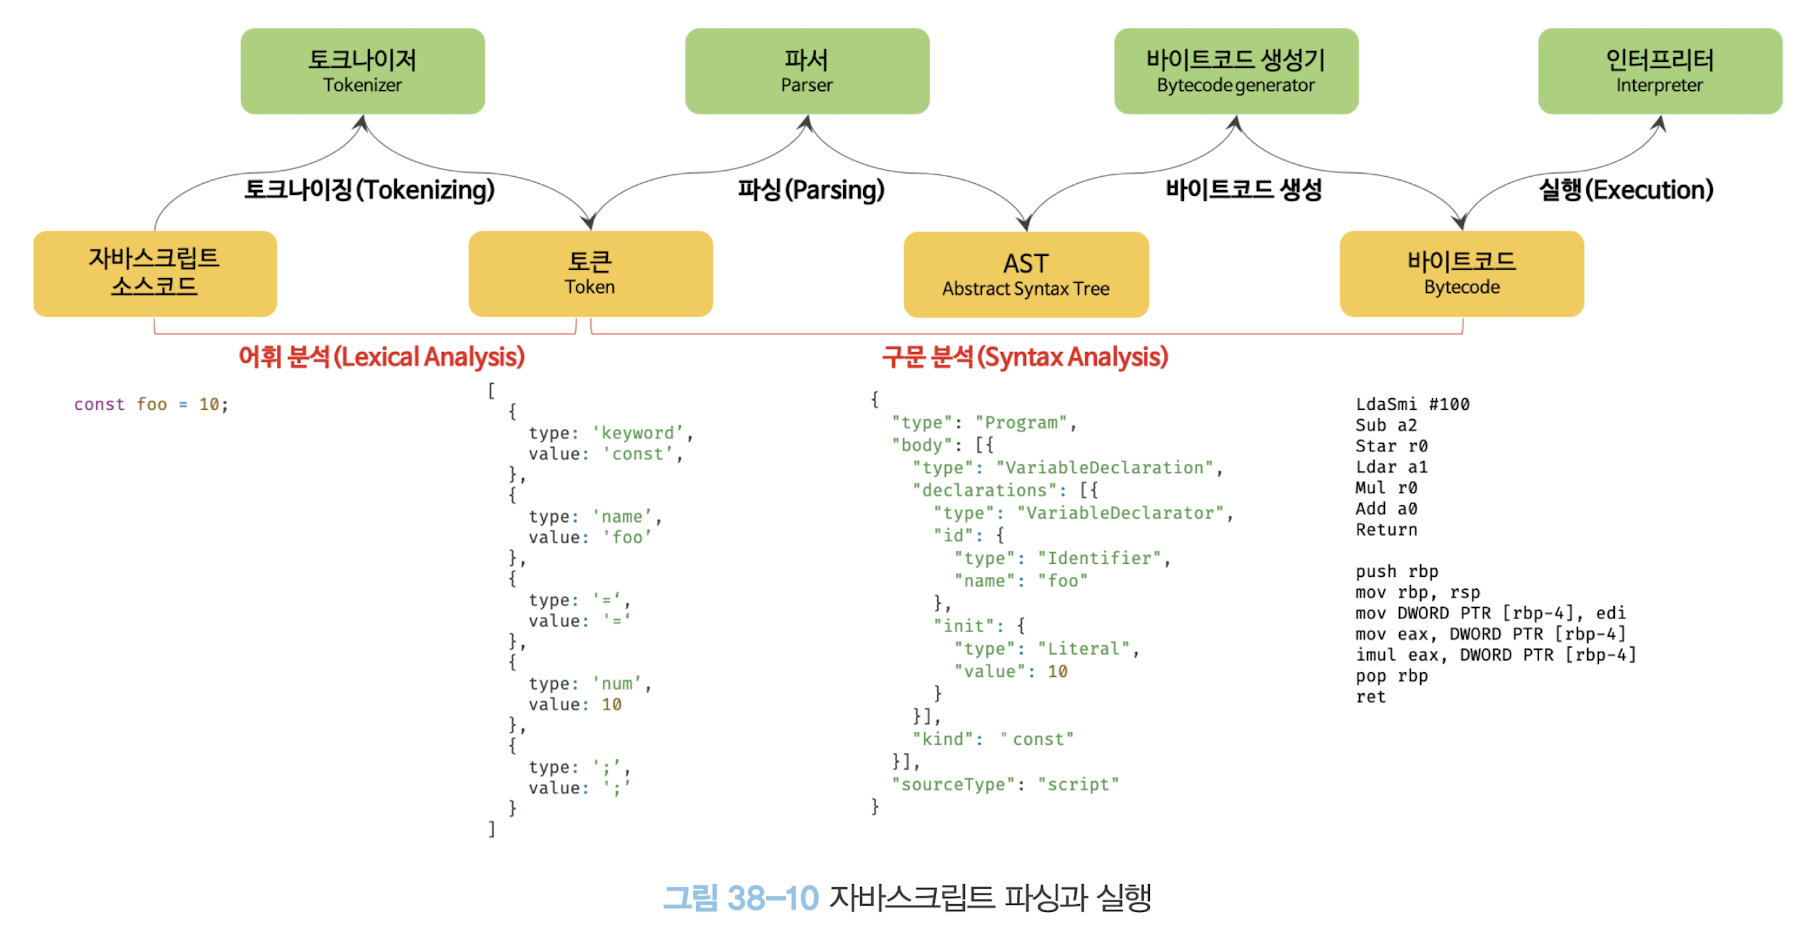 토크나이저
Tokenizer
파서
Parser
바이트코드 생성기
Bytecode generator
인터프리터
Interpreter
토크나이징(Tokenizing)
파싱(Parsing)
바이트코드 생성
실행(Execution)
자바스크립트
소스코드
토큰
Token
AST
Abstract Syntax Tree
바이트코드
Bytecode
어휘 분석(Lexical Analysis)
구문 분석(Syntax Analysis)
const foo = 10;
[
  {
    type: 'keyword’,
    value: 'const’,
  },
  {
    type: 'name’,
    value: 'foo’
  },
  {
    type: '=‘,
    value: '=‘
  },
  {
    type: 'num’,
    value: 10
  },
  {
    type: ';’,
    value: ';’
  }
]
{
  "type": "Program",
  "body": [{
    "type": "VariableDeclaration",
    "declarations": [{
      "type": "VariableDeclarator",
      "id": {
        "type": "Identifier",
        "name": "foo"
      },
      "init": {
        "type": "Literal",
        "value": 10
      }
    }],
    "kind": "const"
  }],
  "sourceType": "script"
}
LdaSmi #100
Sub a2
Star r0
Ldar a1
Mul r0
Add a0
Return
push rbp
mov rbp, rsp
mov DWORD PTR [rbp-4], edi
mov eax, DWORD PTR [rbp-4]
imul eax, DWORD PTR [rbp-4]
pop rbp
ret
그림 38-10 자바스크립트 파싱과 실행